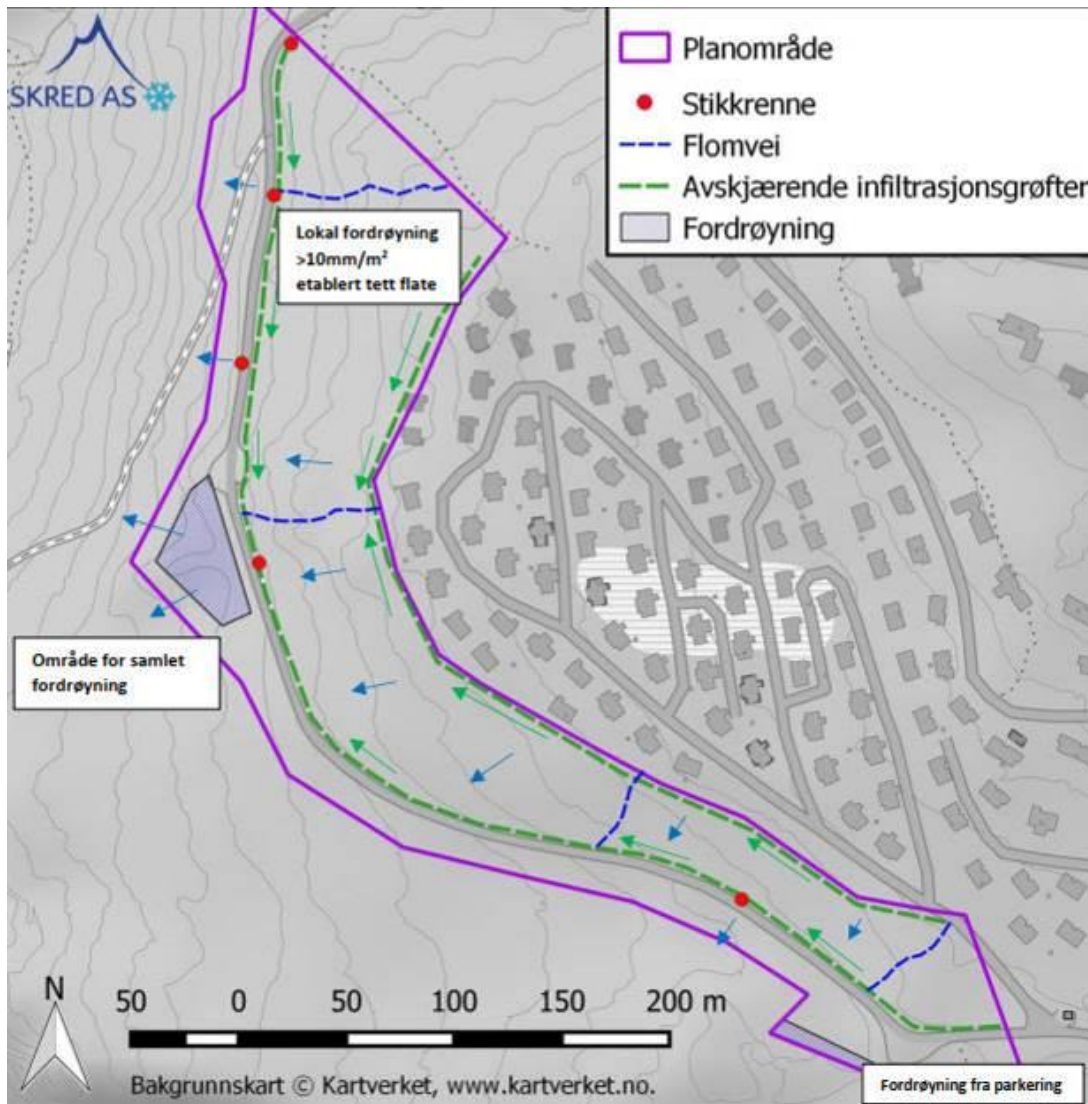 SKRED AS
Planområde
Stikkrenne
Flomvei
Avskjærende infiltrasjonsgrøfter
Fordrøyning
Lokal fordrøyning
>10mm/m²
etablert tett flate
Område for samlet
fordrøyning
N
50 0 50 100 150 200 m
Bakgrunnskart © Kartverket, www.kartverket.no.
Fordrøyning fra parkering